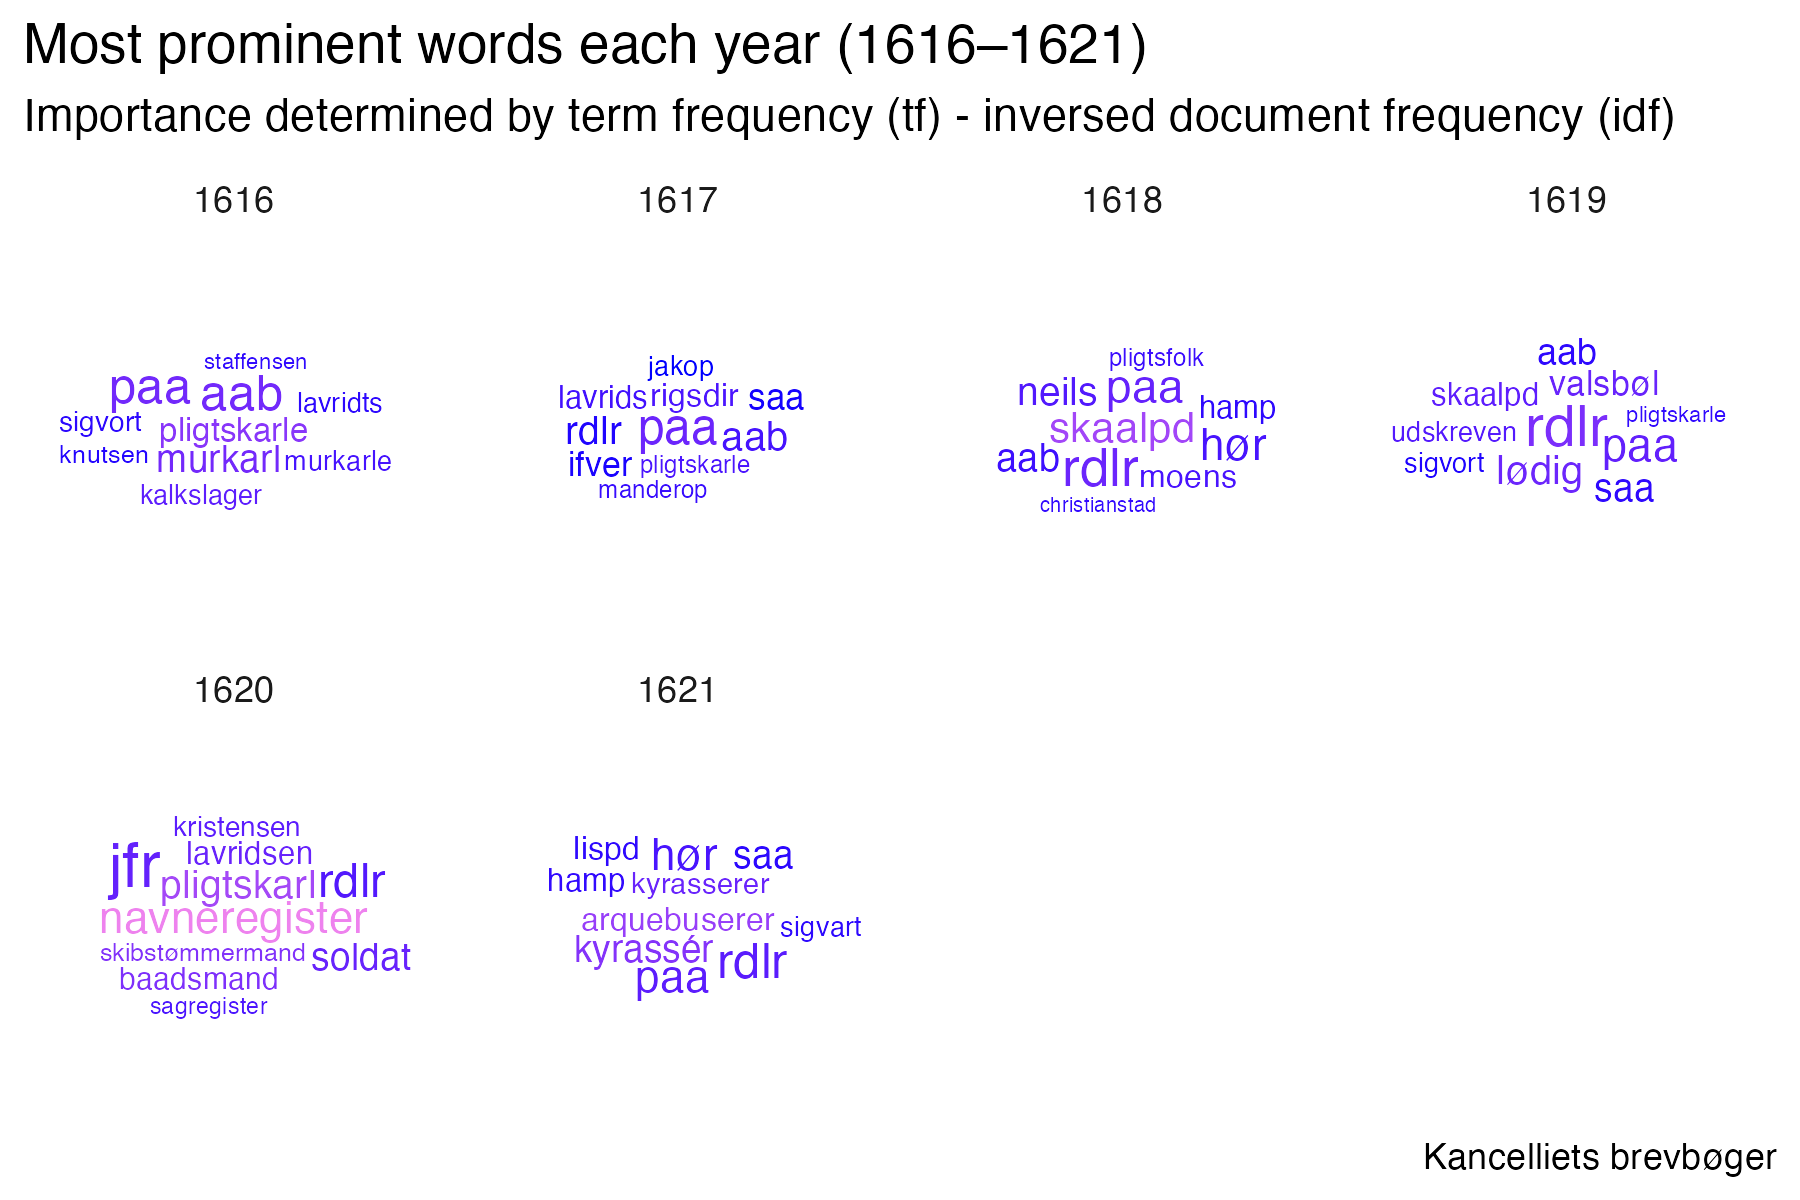 Most prominent words each year (1616–1621)
Importance determined by term frequency (tf) - inversed document frequency (idf)
1616
staffensen
paa aab lavridts
sigvort pligtskarle
knutsen murkarl murkarle
kalkslager
1617
jakop
lavrids rigsdir saa
rdlr paa aab
ifver pligtskarle
manderop
1618
pligtsfolk
neils paa hamp
skaalpd hør
aab rdlr moens
christianstad
1619
aab
skaalpd valsbøl
udskreven rdlr pligtskarle
sigvort lødig paa
saa
1620
kristensen
jfr lavridsen
pligtskarl rdlr
navneregister
skibstømmermand soldat
baadsmand
sagregister
1621
lispd hør saa
hamp kyrasserer
arquebuserer sigvart
kyrassér rdlr
paa
Kancelliets brevbøger